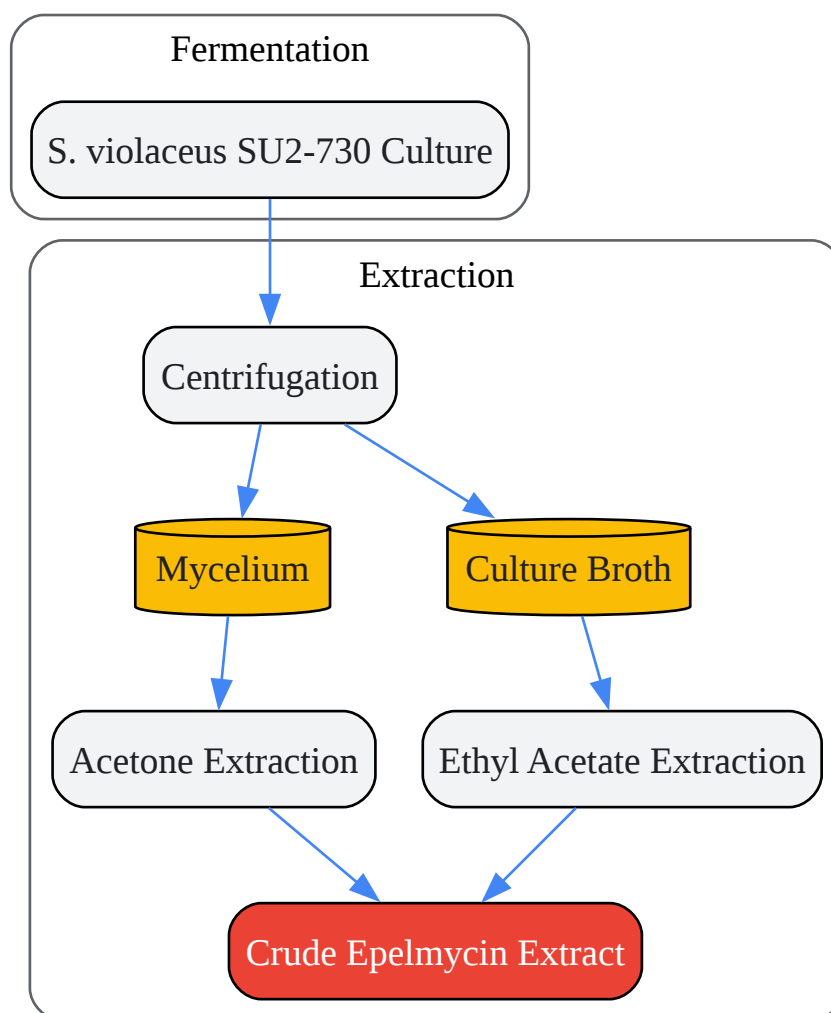 Fermentation
S. violaceus SU2-730 Culture
Extraction
Centrifugation
Mycelium
Culture Broth
Acetone Extraction
Ethyl Acetate Extraction
Crude Epelmycin Extract